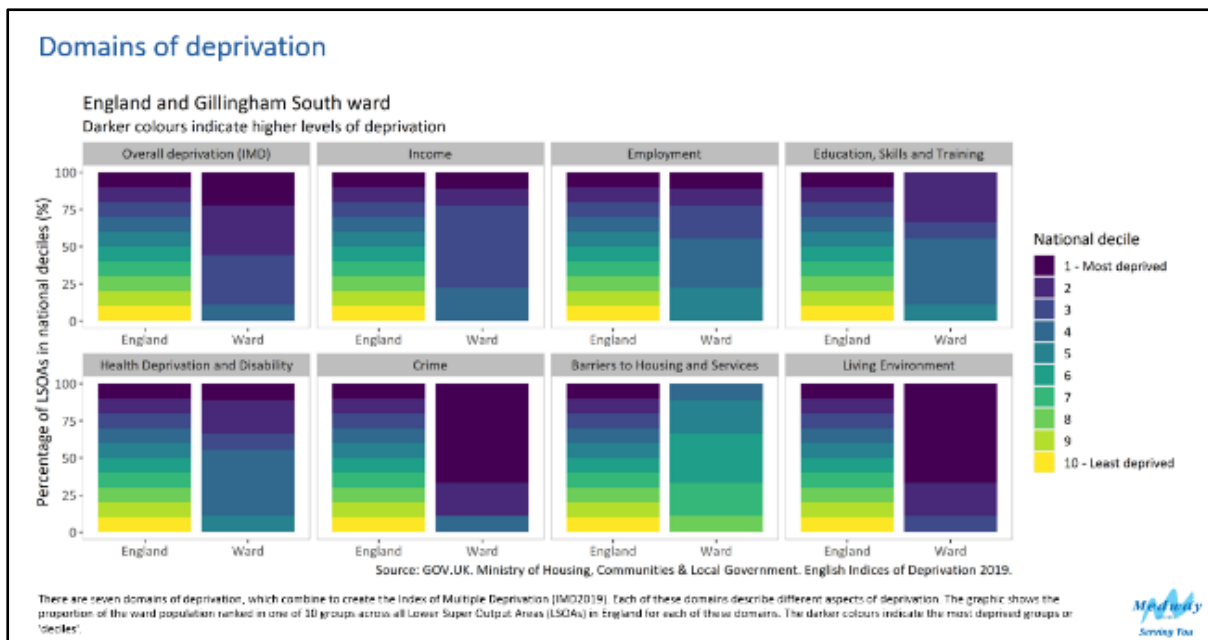 Domains of deprivation
England and Gillingham South ward
Darker colours indicate higher levels of deprivation
Overall deprivation (IMD)
Income
Employment
Education, Skills and Training
Percentage of LSOAs in national deciles (%)
100
75
50
25
0
England
Ward
England
Ward
England
Ward
England
Ward
Health Deprivation and Disability
Crime
Barriers to Housing and Services
Living Environment
100
75
50
25
0
England
Ward
England
Ward
England
Ward
England
Ward
National decile
1 - Most deprived
2
3
4
5
6
7
8
9
10 - Least deprived
Source: GOV.UK. Ministry of Housing, Communities & Local Government. English Indices of Deprivation 2019.
There are seven domains of deprivation, which combine to create the Index of Multiple Deprivation (IMD2019). Each of these domains describe different aspects of deprivation. The graphic shows the
proportion of the ward population ranked in one of 10 groups across all Lower Super Output Areas (LSOAs) in England for each of these domains. The darker colours indicate the most deprived groups or
'deciles'.
Medway
Serving You